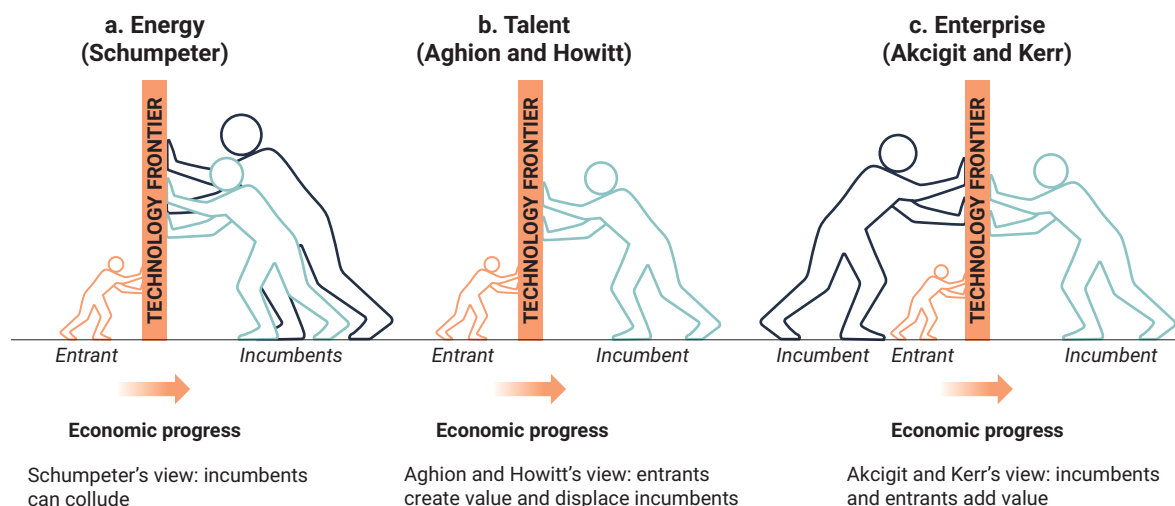 a. Energy
(Schumpeter)
TECHNOLOGY FRONTIER
Entrant
Incumbents
Economic progress
Schumpeter's view: incumbents
can collude
b. Talent
(Aghion and Howitt)
TECHNOLOGY FRONTIER
Entrant
Incumbent
Economic progress
Aghion and Howitt's view: entrants
create value and displace incumbents
c. Enterprise
(Akcigit and Kerr)
TECHNOLOGY FRONTIER
Incumbent
Entrant
Incumbent
Economic progress
Akcigit and Kerr's view: incumbents
and entrants add value